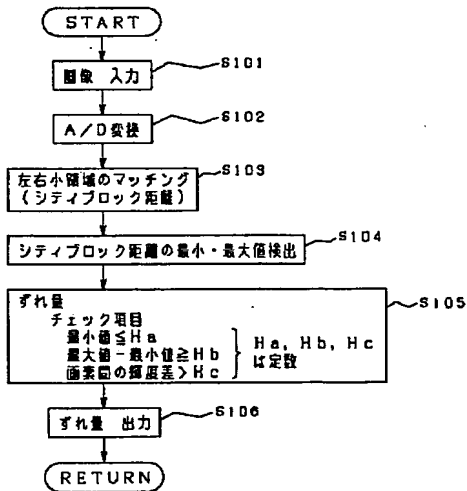 START
画像 入力
S101
A/D変換
S102
左右小領域のマッチング
(シティブロック距離)
S103
シティブロック距離の最小・最大値検出
S104
ずれ量
チェック項目
最小値≦Ha
最大値-最小値≧Hb
画素間の輝度差>Hc
Ha, Hb, Hc
は定数
S105
ずれ量 出力
S106
RETURN